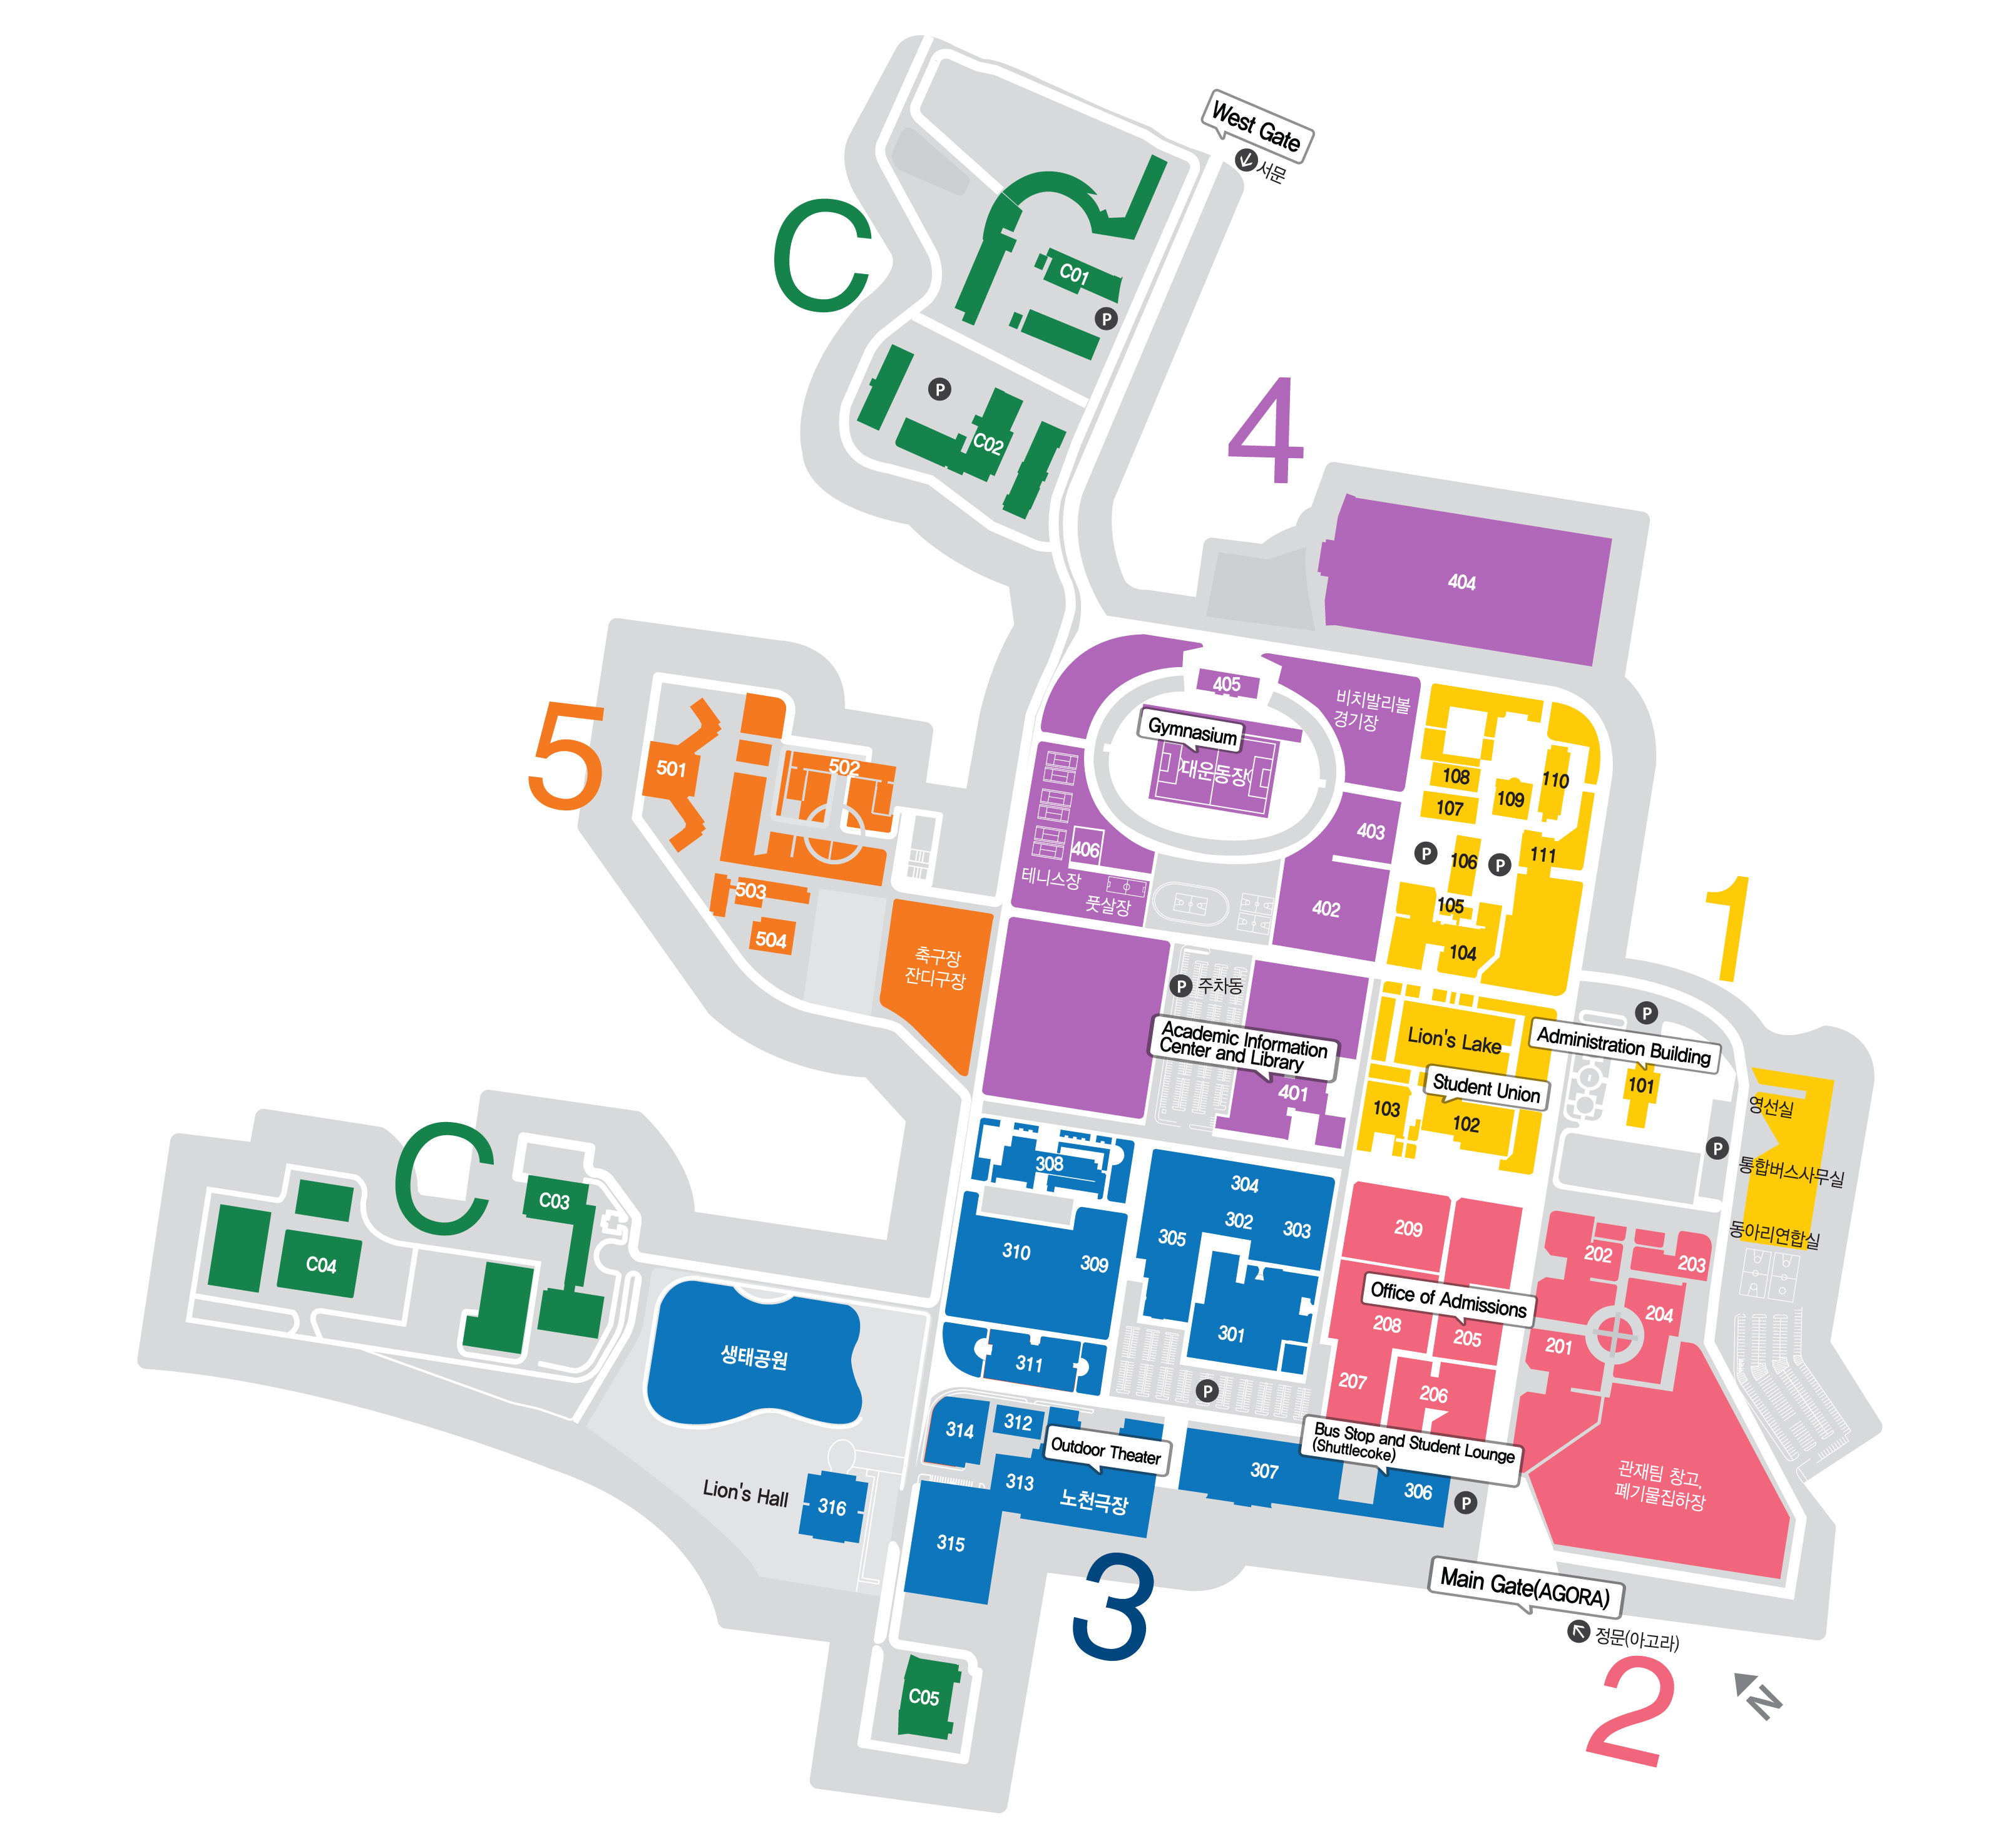 West Gate
서문
C
C01
P
P
C02
4
404
405
비치발리볼
경기장
Gymnasium
대운동장
5
501
502
503
504
축구장
잔디구장
406
테니스장
풋살장
403
402
108
107
109
110
P
106
P
111
105
104
1
P
주차동
Academic Information
Center and Library
401
Lion's Lake
Student Union
103
102
P
Administration Building
101
P
영선실
통합버스사무실
동아리연합실
C
C03
C04
308
310
309
304
302
303
305
301
311
P
생태공원
314
312
313
Outdoor Theater
노천극장
Lion's Hall
316
315
307
306
P
209
Office of Admissions
208
205
207
206
Bus Stop and Student Lounge
(Shuttlecoke)
202
203
204
201
관재팀 창고,
폐기물집하장
3
Main Gate(AGORA)
정문(아고라)
2
N
C05